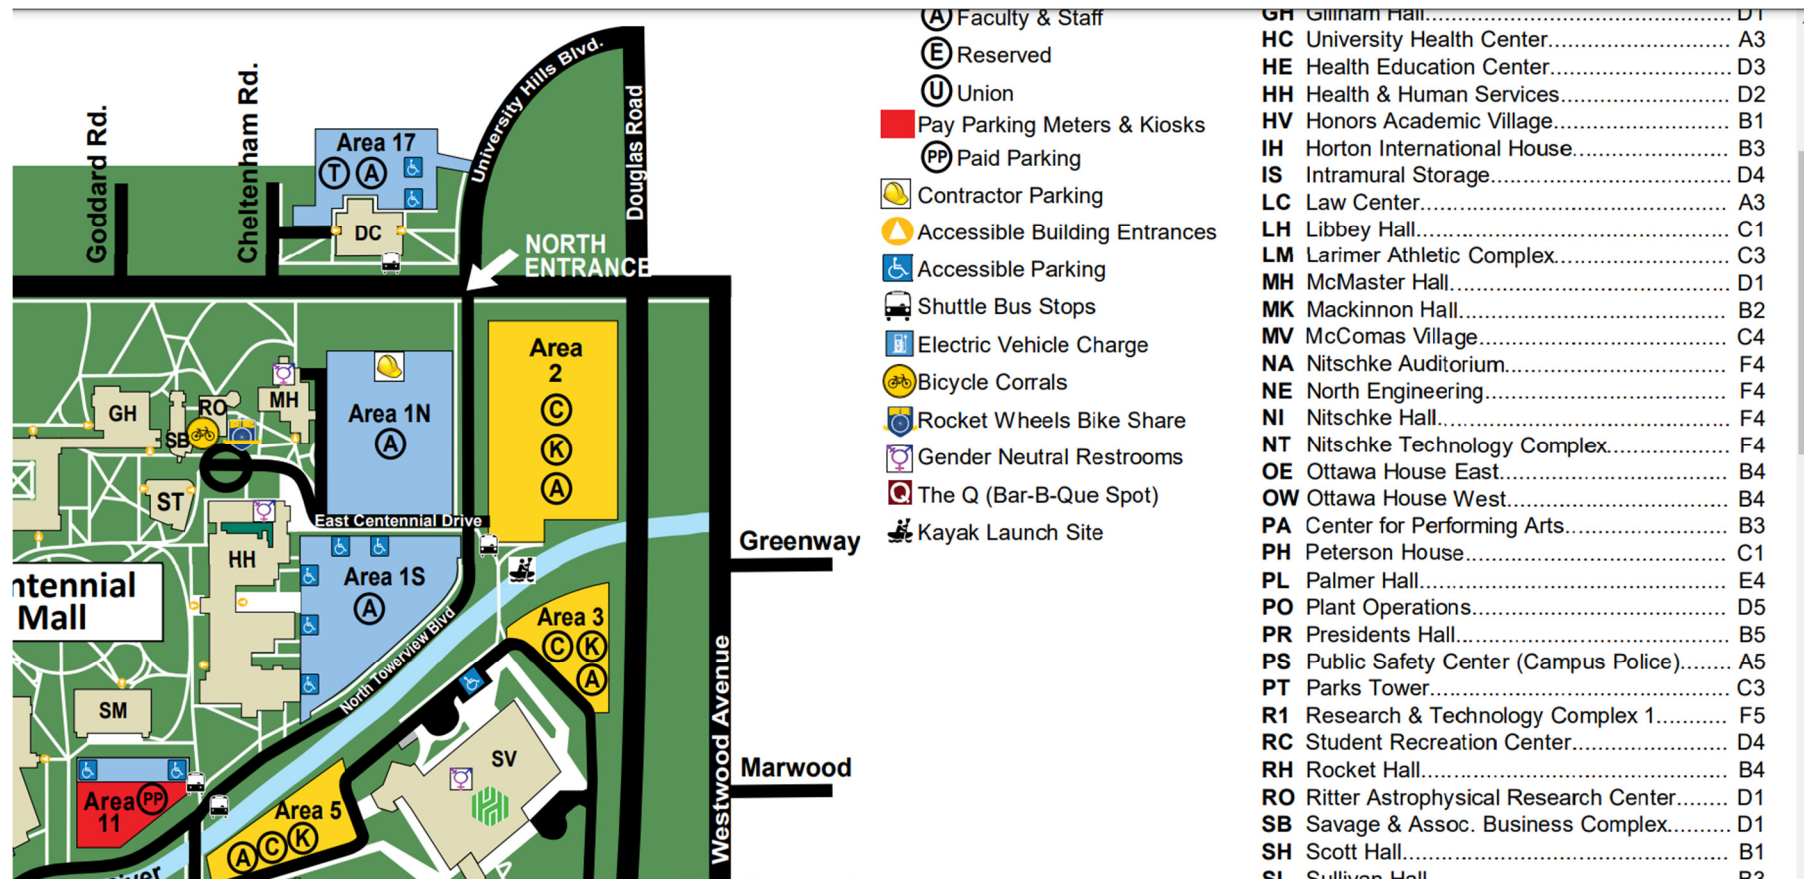 University Hills Blvd.
Douglas Road
Goddard Rd.
Cheltenham Rd.
Area 17
T A
DC
NORTH
ENTRANCE
Area
2
C
K
A
Area 1N
A
GH
RO
MH
SB
ST
East Centennial Drive
HH
Area 1S
A
ntennial
Mall
North Towerview Blvd
Area 3
C K
A
Greenway
Westwood Avenue
SM
SV
Marwood
Area PP
11
Area 5
A C K
River
A Faculty & Staff
E Reserved
U Union
Pay Parking Meters & Kiosks
PP Paid Parking
Contractor Parking
Accessible Building Entrances
Accessible Parking
Shuttle Bus Stops
Electric Vehicle Charge
Bicycle Corrals
Rocket Wheels Bike Share
Gender Neutral Restrooms
Q The Q (Bar-B-Que Spot)
Kayak Launch Site
GH Gillham Hall D1
HC University Health Center A3
HE Health Education Center D3
HH Health & Human Services D2
HV Honors Academic Village B1
IH Horton International House B3
IS Intramural Storage D4
LC Law Center A3
LH Libbey Hall C1
LM Larimer Athletic Complex C3
MH McMaster Hall D1
MK Mackinnon Hall B2
MV McComas Village C4
NA Nitschke Auditorium F4
NE North Engineering F4
NI Nitschke Hall F4
NT Nitschke Technology Complex F4
OE Ottawa House East B4
OW Ottawa House West B4
PA Center for Performing Arts B3
PH Peterson House C1
PL Palmer Hall E4
PO Plant Operations D5
PR Presidents Hall B5
PS Public Safety Center (Campus Police) A5
PT Parks Tower C3
R1 Research & Technology Complex 1 F5
RC Student Recreation Center D4
RH Rocket Hall B4
RO Ritter Astrophysical Research Center D1
SB Savage & Assoc. Business Complex D1
SH Scott Hall B1
SL Sullivan Hall B3